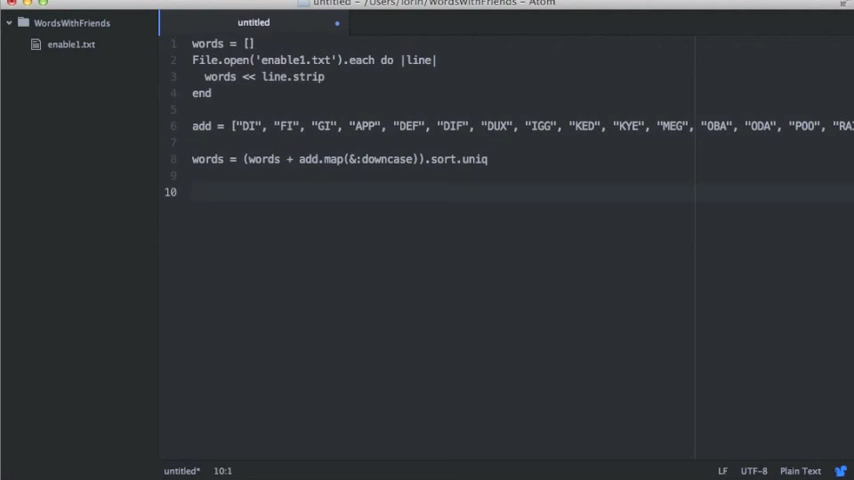 untitled – /Users/lorin/WordsWithFriends – Atom
WordsWithFriends
untitled
enable1.txt
1 words = []
2 File.open('enable1.txt').each do |line|
3 words << line.strip
4 end
5
6 add = ["DI", "FI", "GI", "APP", "DEF", "DIF", "DUX", "IGG", "KED", "KYE", "MEG", "OBA", "ODA", "POO",
7
8 words = (words + add.map(&:downcase)).sort.uniq
9
10
untitled* 10:1 LF UTF-8 Plain Text